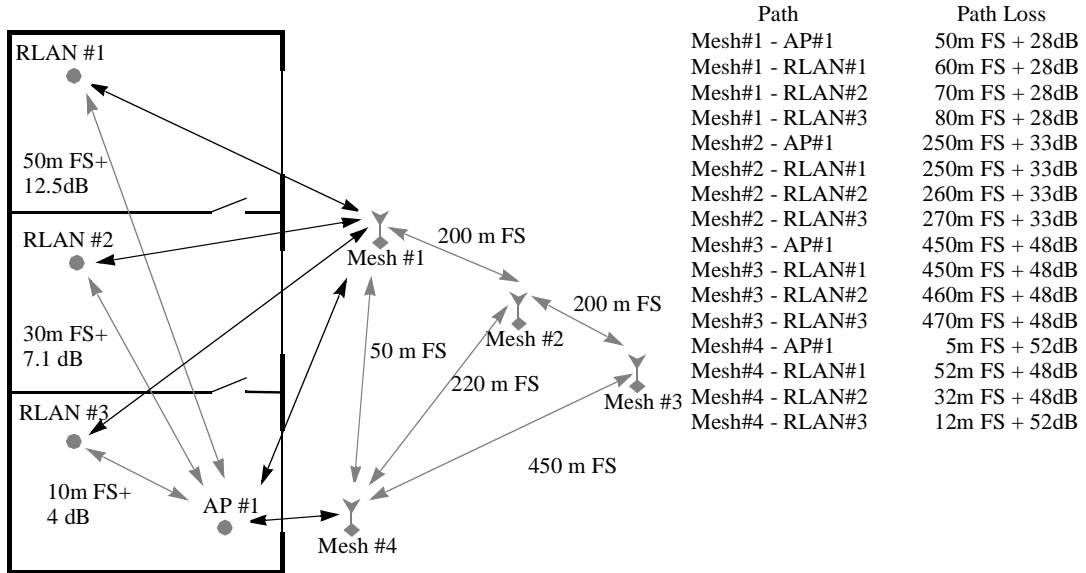 RLAN #1
50m FS+
12.5dB
RLAN #2
30m FS+
7.1 dB
RLAN #3
10m FS+
4 dB
AP #1
Mesh #1
200 m FS
200 m FS
Mesh #2
50 m FS
220 m FS
Mesh #3
450 m FS
Mesh #4
Path Path Loss
Mesh#1 - AP#1 50m FS + 28dB
Mesh#1 - RLAN#1 60m FS + 28dB
Mesh#1 - RLAN#2 70m FS + 28dB
Mesh#1 - RLAN#3 80m FS + 28dB
Mesh#2 - AP#1 250m FS + 33dB
Mesh#2 - RLAN#1 250m FS + 33dB
Mesh#2 - RLAN#2 260m FS + 33dB
Mesh#2 - RLAN#3 270m FS + 33dB
Mesh#3 - AP#1 450m FS + 48dB
Mesh#3 - RLAN#1 450m FS + 48dB
Mesh#3 - RLAN#2 460m FS + 48dB
Mesh#3 - RLAN#3 470m FS + 48dB
Mesh#4 - AP#1 5m FS + 52dB
Mesh#4 - RLAN#1 52m FS + 48dB
Mesh#4 - RLAN#2 32m FS + 48dB
Mesh#4 - RLAN#3 12m FS + 52dB